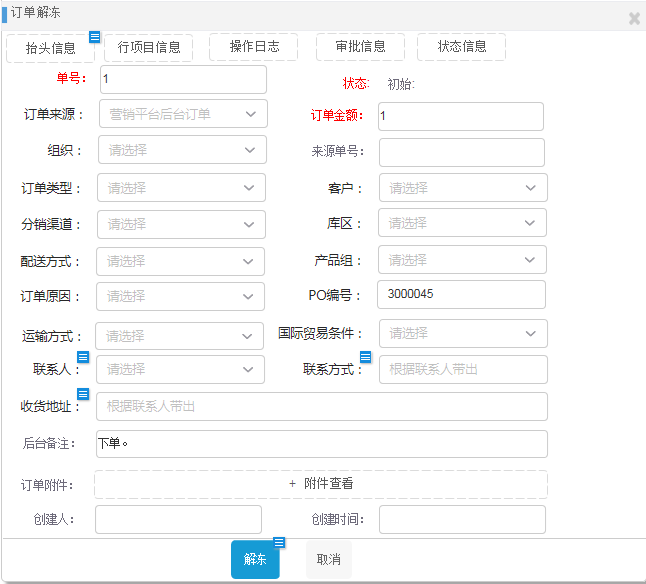 订单解冻
抬头信息 行项目信息 操作日志 审批信息 状态信息
单号: 1 状态: 初始:
订单来源： 营销平台后台订单 订单金额: 1
组织： 请选择 来源单号:
订单类型： 请选择 客户： 请选择
分销渠道： 请选择 库区： 请选择
配送方式： 请选择 产品组： 请选择
订单原因： 请选择 PO编号： 3000045
运输方式： 请选择 国际贸易条件： 请选择
联系人： 请选择 联系方式： 根据联系人带出
收货地址： 根据联系人带出
后台备注: 下单。
订单附件: + 附件查看
创建人: 创建时间:
解冻 取消